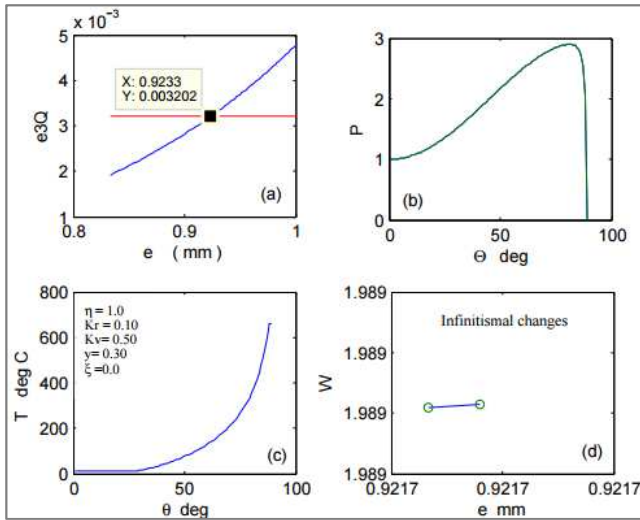 x 10⁻³
5
4
3
2
1
0.8
0.9
1
e3Q
e ( mm )
X: 0.9233
Y: 0.003202
(a)
3
2
1
0
0
50
100
P
Θ deg
(b)
800
600
400
200
0
0
50
100
T deg C
θ deg
η = 1.0
Kr = 0.10
Kv= 0.50
y= 0.30
ξ =0.0
(c)
1.989
1.989
1.989
1.989
0.9217
0.9217
0.9217
W
e mm
Infinitismal changes
(d)